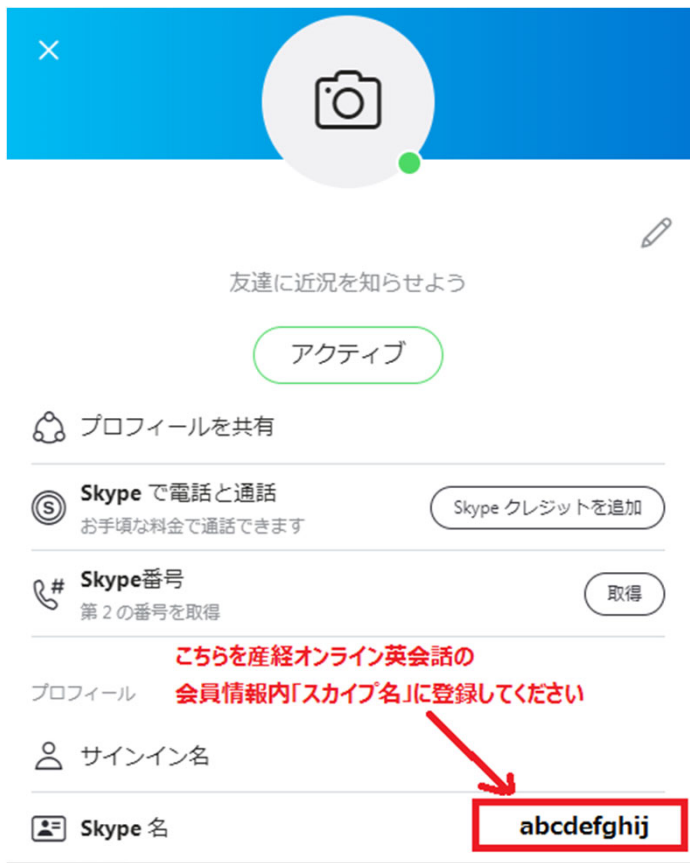 友達に近況を知らせよう
アクティブ
プロフィールを共有
Skype で電話と通話
お手頃な料金で通話できます
Skype クレジットを追加
Skype番号
第 2 の番号を取得
取得
こちらを産経オンライン英会話の
会員情報内「スカイプ名」に登録してください
プロフィール
サインイン名
Skype 名
abcdefghij